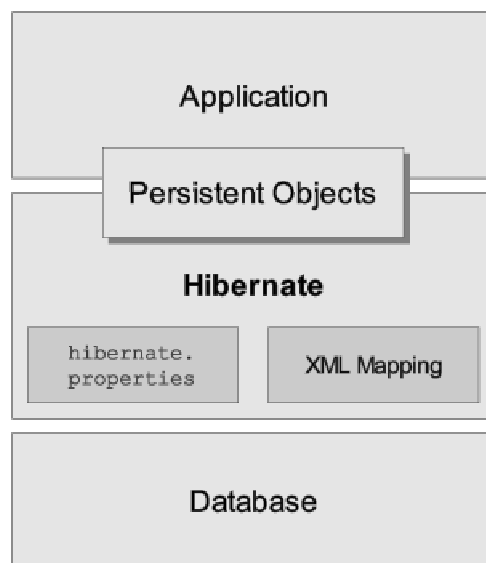 Application
Persistent Objects
Hibernate
hibernate.
properties
XML Mapping
Database